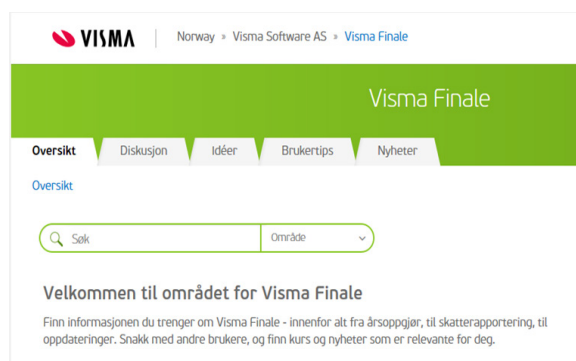 VISMA Norway » Visma Software AS » Visma Finale
Visma Finale
Oversikt Diskusjon Idéer Brukertips Nyheter
Oversikt
Søk Område
Velkommen til området for Visma Finale
Finn informasjonen du trenger om Visma Finale - innenfor alt fra årsoppgjør, til skatterapportering, til
oppdateringer. Snakk med andre brukere, og finn kurs og nyheter som er relevante for deg.